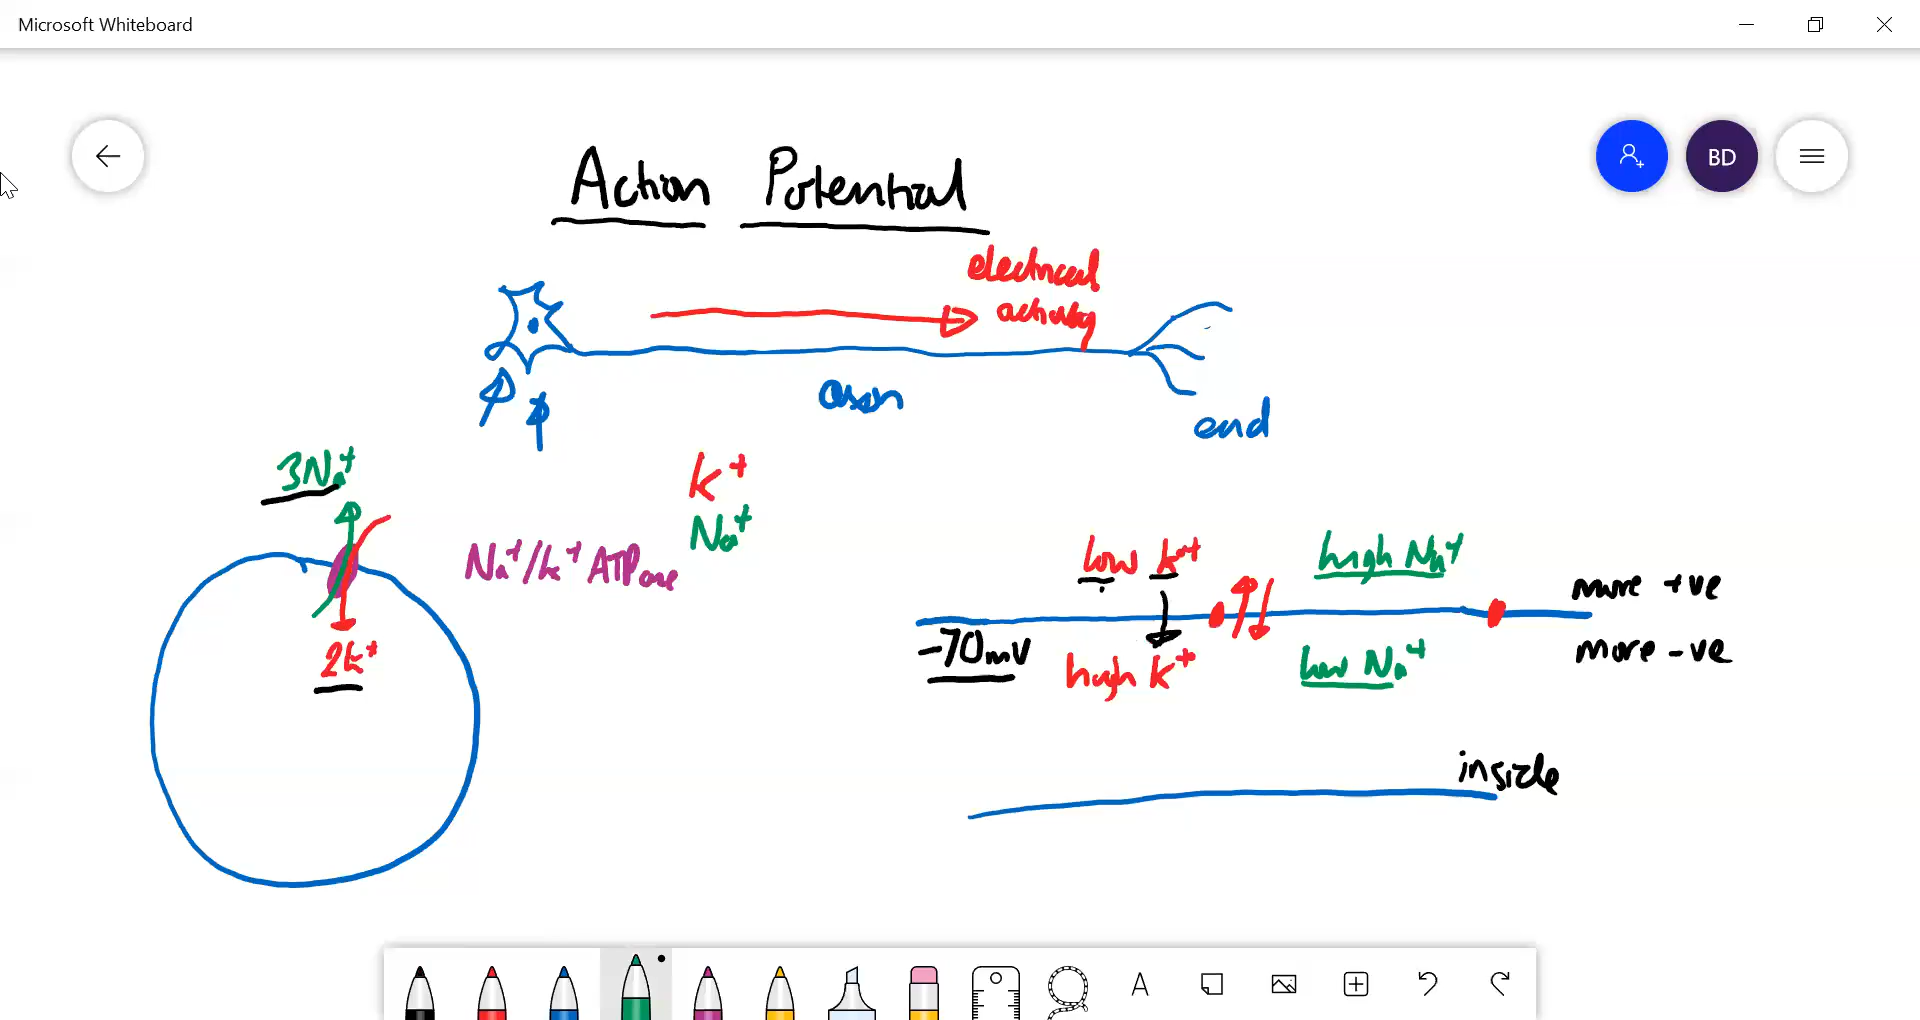 Microsoft Whiteboard
BD
Action Potential
electrical
activity
axon
end
3Na+
K+
Na+
Na+/K+ ATPase
2K+
low K+
high Na+
more +ve
-70mV
high K+
low Na+
more -ve
inside
A